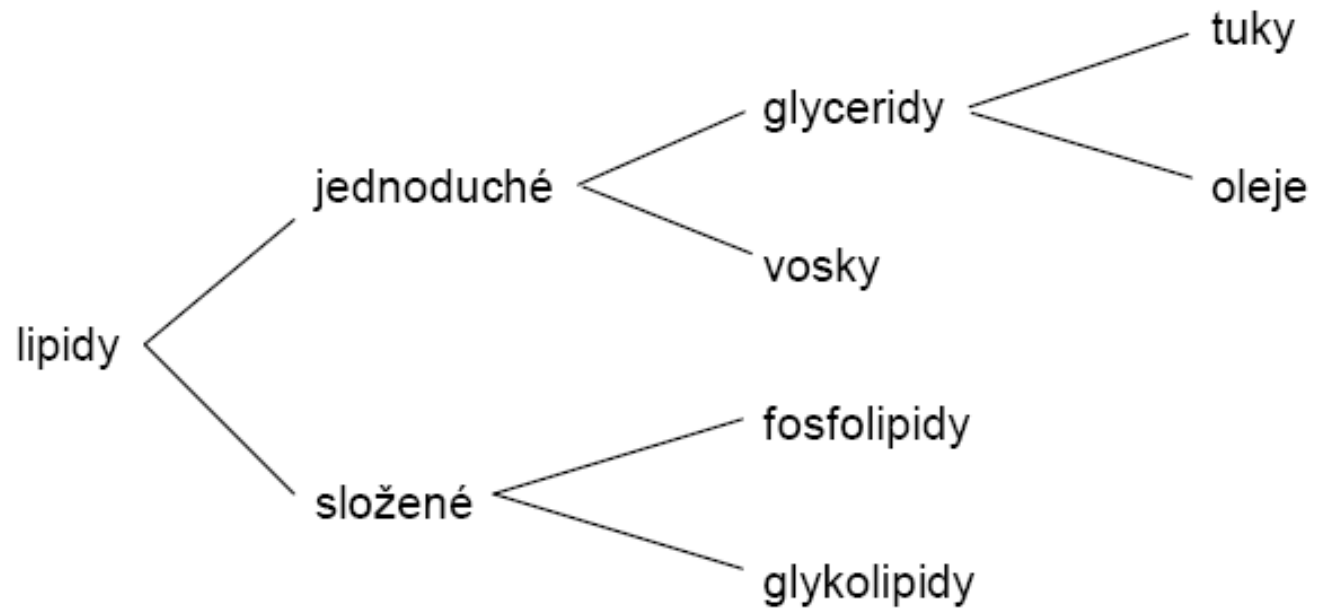 tuky
glyceridy
jednoduché
oleje
vosky
lipidy
fosfolipidy
složené
glykolipidy